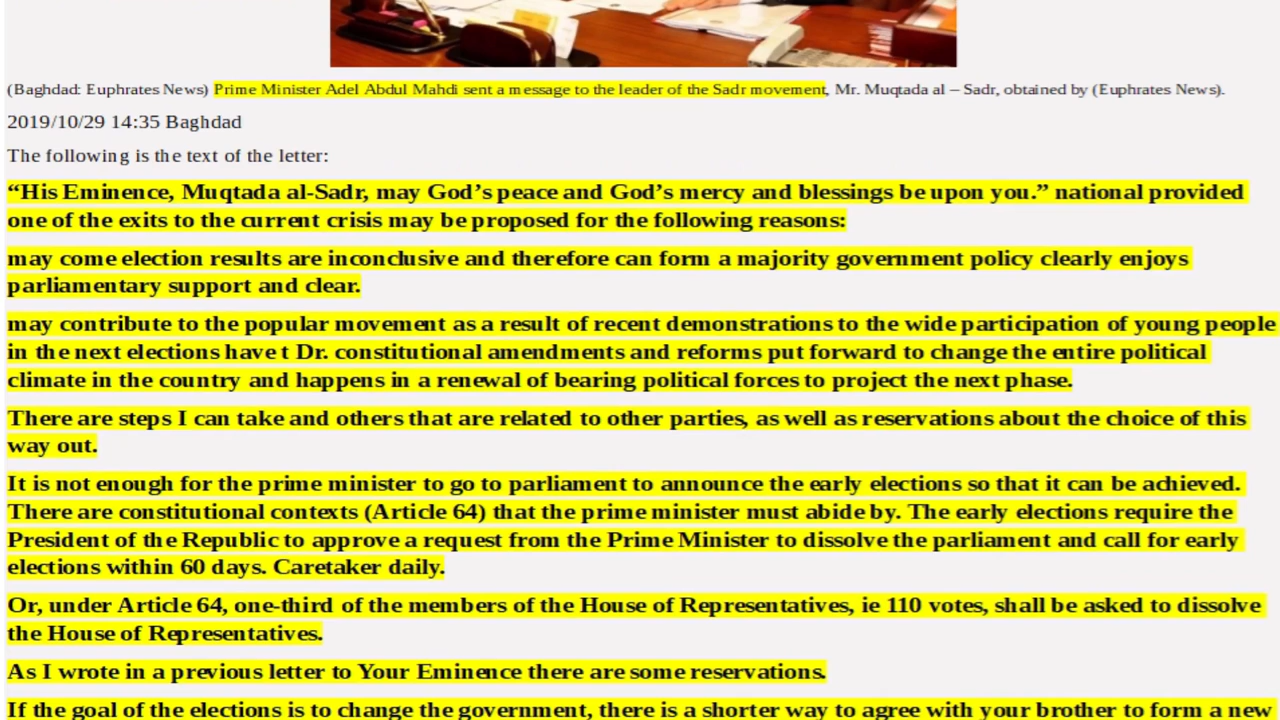 (Baghdad: Euphrates News) Prime Minister Adel Abdul Mahdi sent a message to the leader of the Sadr movement, Mr. Muqtada al – Sadr, obtained by (Euphrates News).
2019/10/29 14:35 Baghdad
The following is the text of the letter:
“His Eminence, Muqtada al-Sadr, may God’s peace and God’s mercy and blessings be upon you.” national provided
one of the exits to the current crisis may be proposed for the following reasons:
may come election results are inconclusive and therefore can form a majority government policy clearly enjoys
parliamentary support and clear.
may contribute to the popular movement as a result of recent demonstrations to the wide participation of young people
in the next elections have t Dr. constitutional amendments and reforms put forward to change the entire political
climate in the country and happens in a renewal of bearing political forces to project the next phase.
There are steps I can take and others that are related to other parties, as well as reservations about the choice of this
way out.
It is not enough for the prime minister to go to parliament to announce the early elections so that it can be achieved.
There are constitutional contexts (Article 64) that the prime minister must abide by. The early elections require the
President of the Republic to approve a request from the Prime Minister to dissolve the parliament and call for early
elections within 60 days. Caretaker daily.
Or, under Article 64, one-third of the members of the House of Representatives, ie 110 votes, shall be asked to dissolve
the House of Representatives.
As I wrote in a previous letter to Your Eminence there are some reservations.
If the goal of the elections is to change the government, there is a shorter way to agree with your brother to form a new